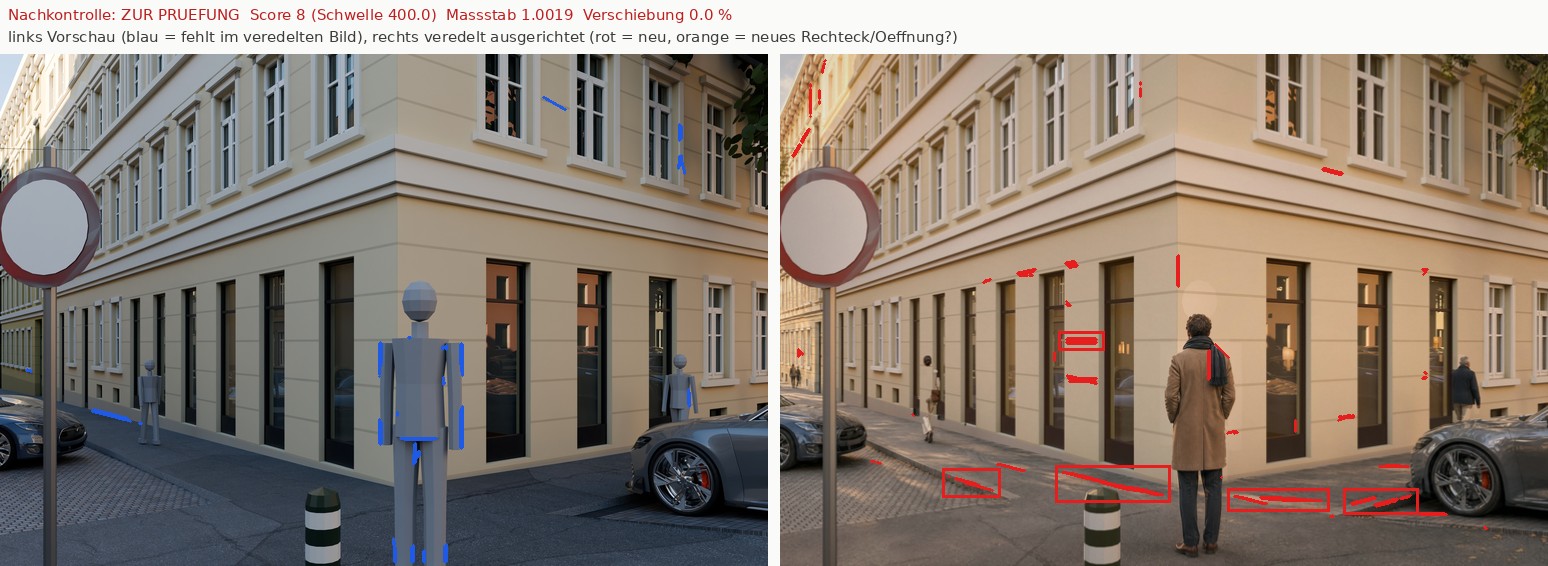 Nachkontrolle: ZUR PRUEFUNG  Score 8 (Schwelle 400.0)  Massstab 1.0019  Verschiebung 0.0 %
links Vorschau (blau = fehlt im veredelten Bild), rechts veredelt ausgerichtet (rot = neu, orange = neues Rechteck/Oeffnung?)